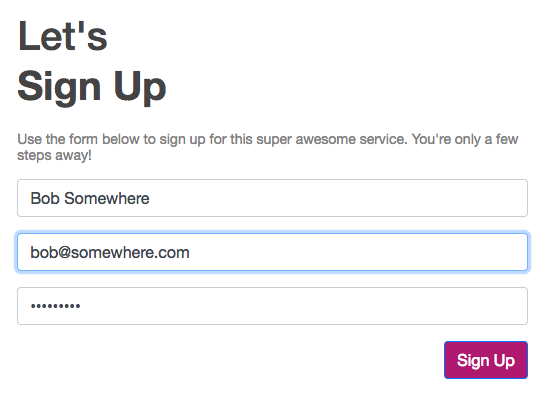 Let's
Sign Up
Use the form below to sign up for this super awesome service. You're only a few
steps away!
Bob Somewhere
bob@somewhere.com
•••••••••
Sign Up